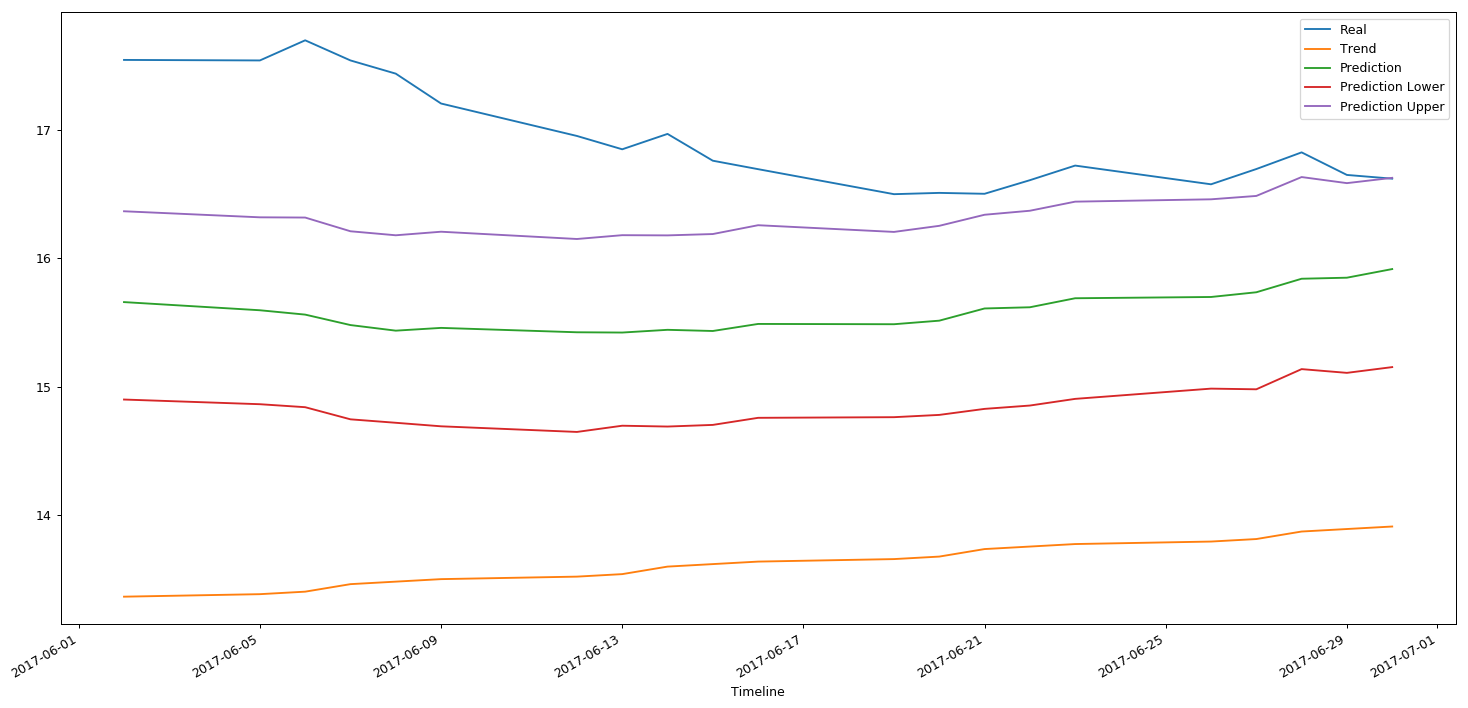 Real
Trend
Prediction
Prediction Lower
Prediction Upper
17
16
15
14
2017-06-01
2017-06-05
2017-06-09
2017-06-13
2017-06-17
2017-06-21
2017-06-25
2017-06-29
2017-07-01
Timeline